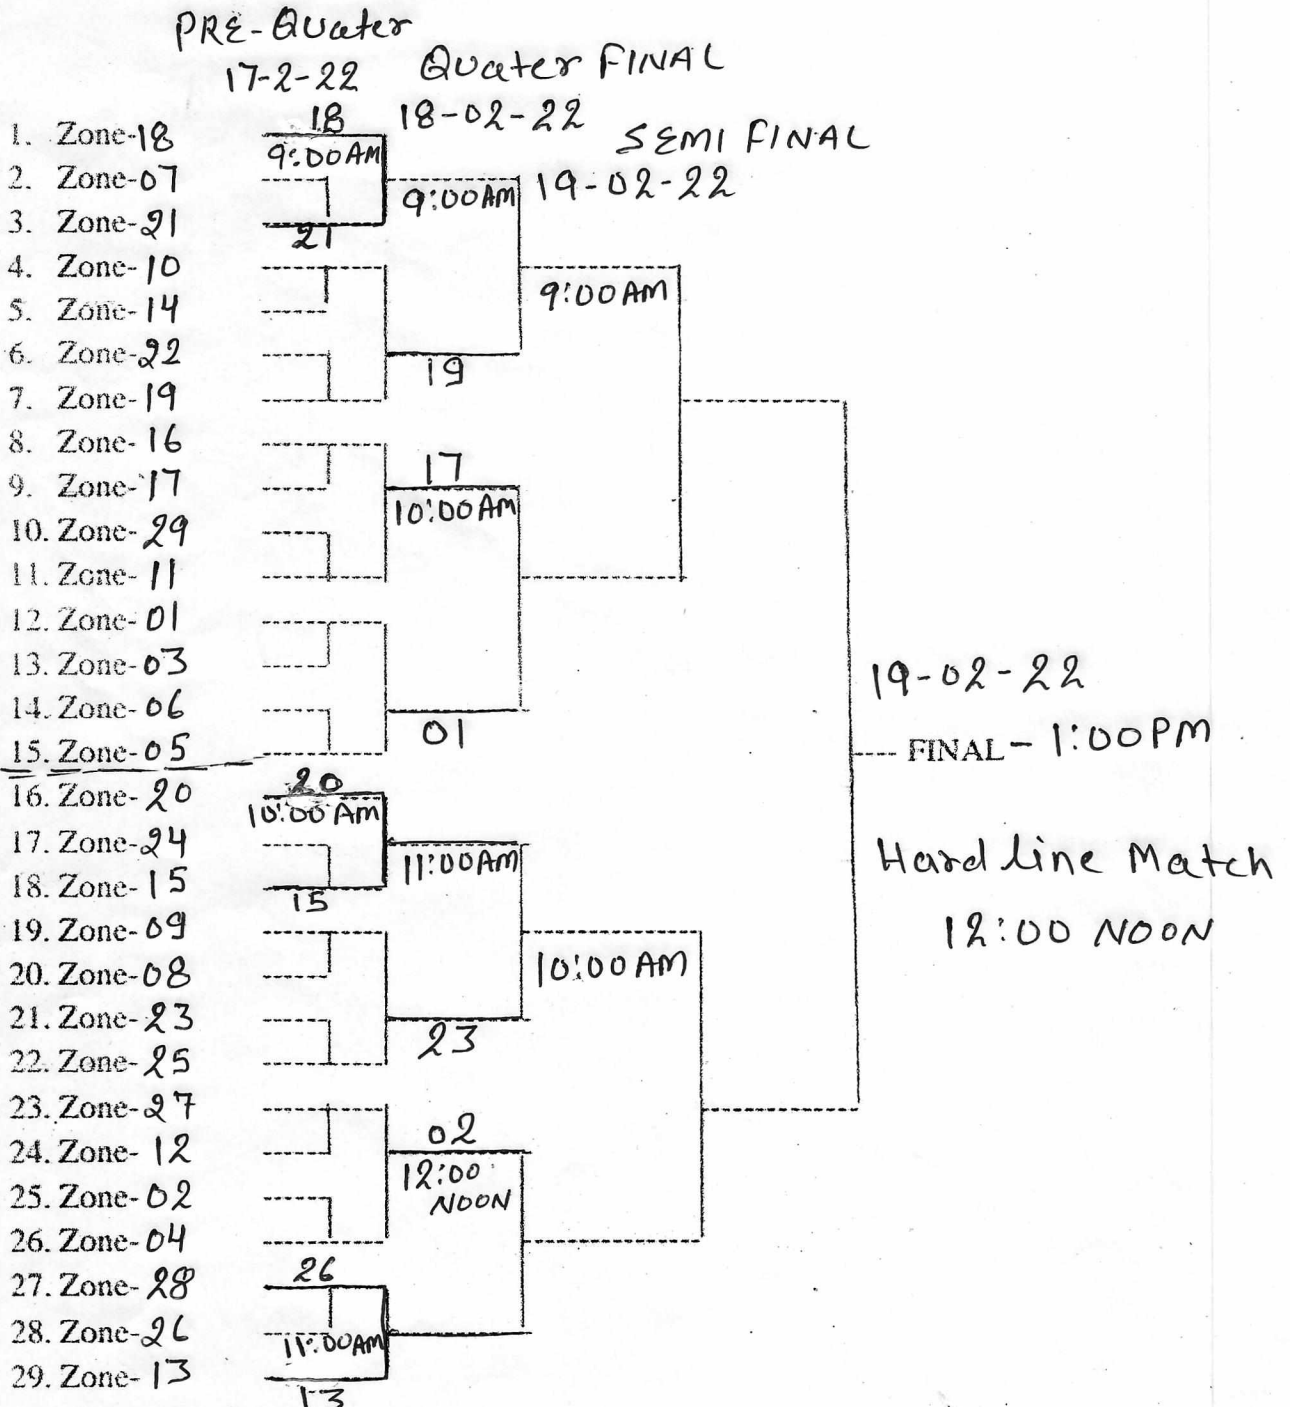 PRE-Quater
17-2-22
Quater FINAL
18-02-22
SEMI FINAL
19-02-22
1. Zone-18
18
9:00AM
2. Zone-07
9:00AM
3. Zone-21
21
4. Zone-10
9:00AM
5. Zone-14
6. Zone-22
19
7. Zone-19
8. Zone-16
17
9. Zone-17
10:00AM
10. Zone-29
11. Zone-11
12. Zone-01
13. Zone-03
19-02-22
14. Zone-06
01
15. Zone-05
FINAL - 1:00PM
20
16. Zone-20
10:00 AM
17. Zone-24
11:00AM
Hard line Match
18. Zone-15
15
19. Zone-09
12:00 NOON
20. Zone-08
10:00AM
21. Zone-23
23
22. Zone-25
23. Zone-27
02
24. Zone-12
12:00
NOON
25. Zone-02
26. Zone-04
26
27. Zone-28
28. Zone-26
11:00AM
29. Zone-13
13